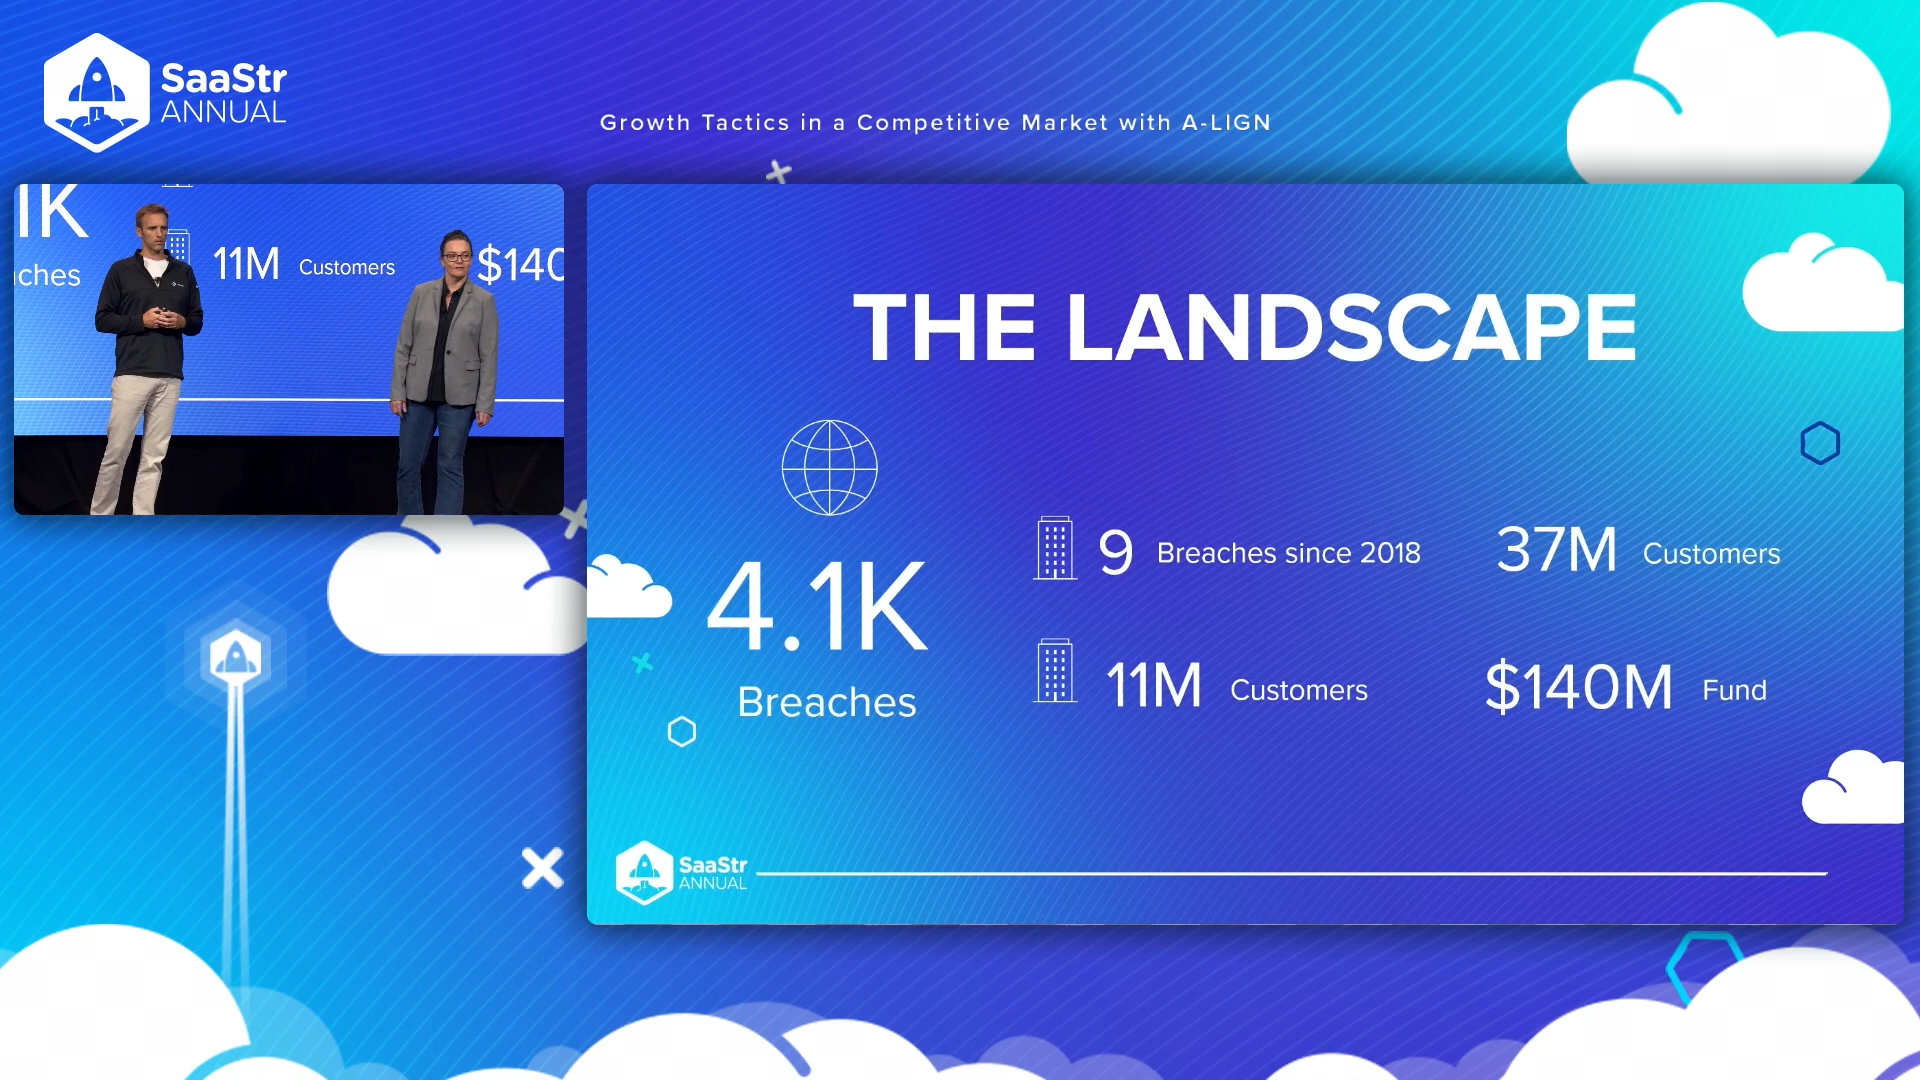 SaaStr
ANNUAL
Growth Tactics in a Competitive Market with A-LIGN
1K
ches
11M Customers
$140
THE LANDSCAPE
4.1K
Breaches
9 Breaches since 2018
37M Customers
11M Customers
$140M Fund
SaaStr
ANNUAL